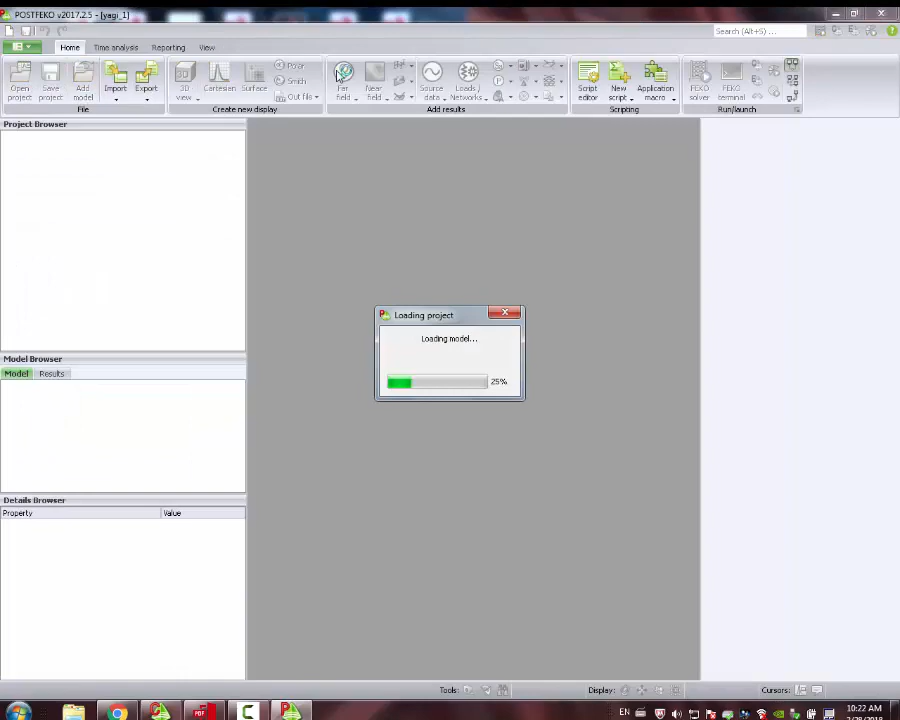 POSTFEKO v2017.2.5 - [yagi_1]
Search (Alt+S) ...
Home Time analysis Reporting View
Open project Save project Add model Import Export
3D view Cartesian Surface Polar Smith Out file
Far field Near field Source data Loads / Networks
Script editor New script Application macro
FEKO solver FEKO terminal
File Create new display Add results Scripting Run/launch
Project Browser
Loading project
Loading model...
25%
Model Browser
Model Results
Details Browser
Property Value
Tools: Display: Cursors:
EN 10:22 AM